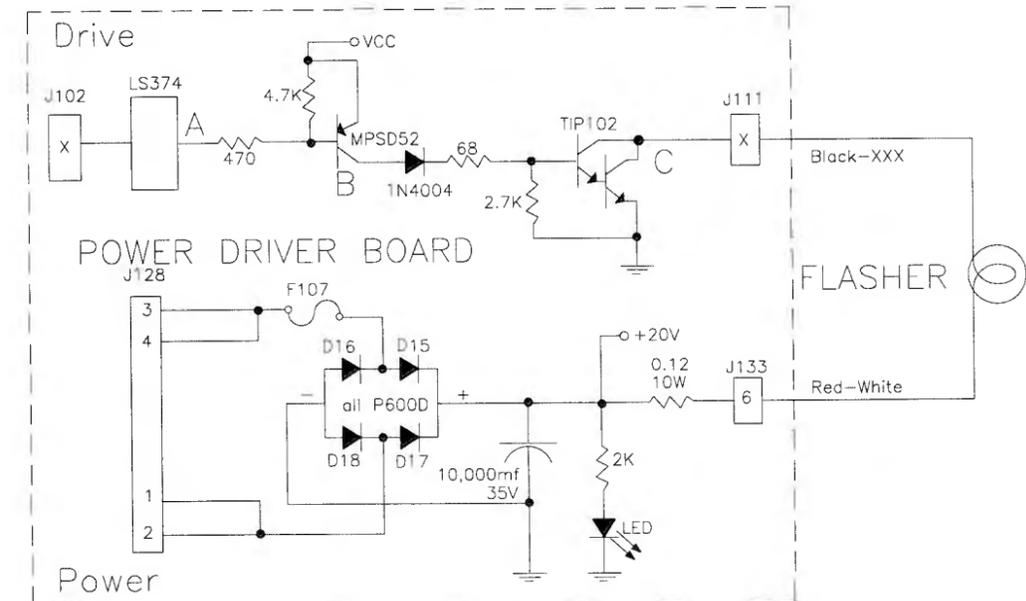 Drive
VCC
LS374
J102
4.7K
J111
TIP102
A
X
MPSD52
68
X
C
Black-XXX
470
B
1N4004
2.7K
POWER DRIVER BOARD
J128
F107
FLASHER
3
4
+20V
D16
D15
0.12
10W
J133
Red-White
-
all
P600D
+
6
D18
D17
2K
10,000mf
35V
1
2
LED
Power